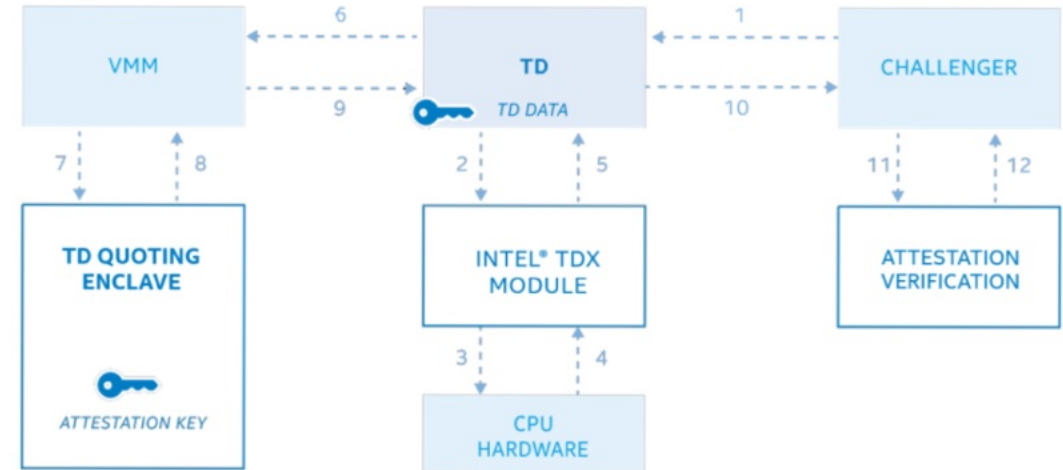 6
1
VMM
TD
CHALLENGER
TD DATA
9
10
7
8
2
5
11
12
TD QUOTING
ENCLAVE
INTEL® TDX
MODULE
ATTESTATION
VERIFICATION
3
4
ATTESTATION KEY
CPU
HARDWARE